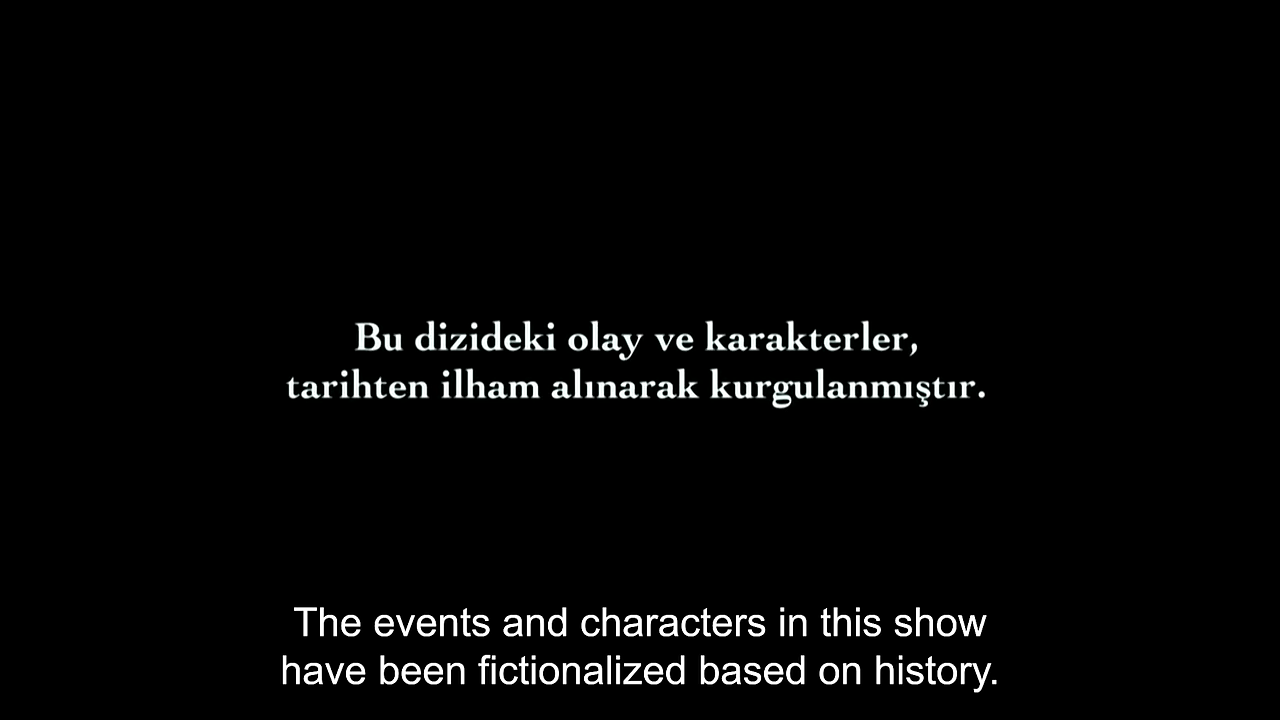 Bu dizideki olay ve karakterler,
tarihten ilham alınarak kurgulanmıştır.
The events and characters in this show
have been fictionalized based on history.